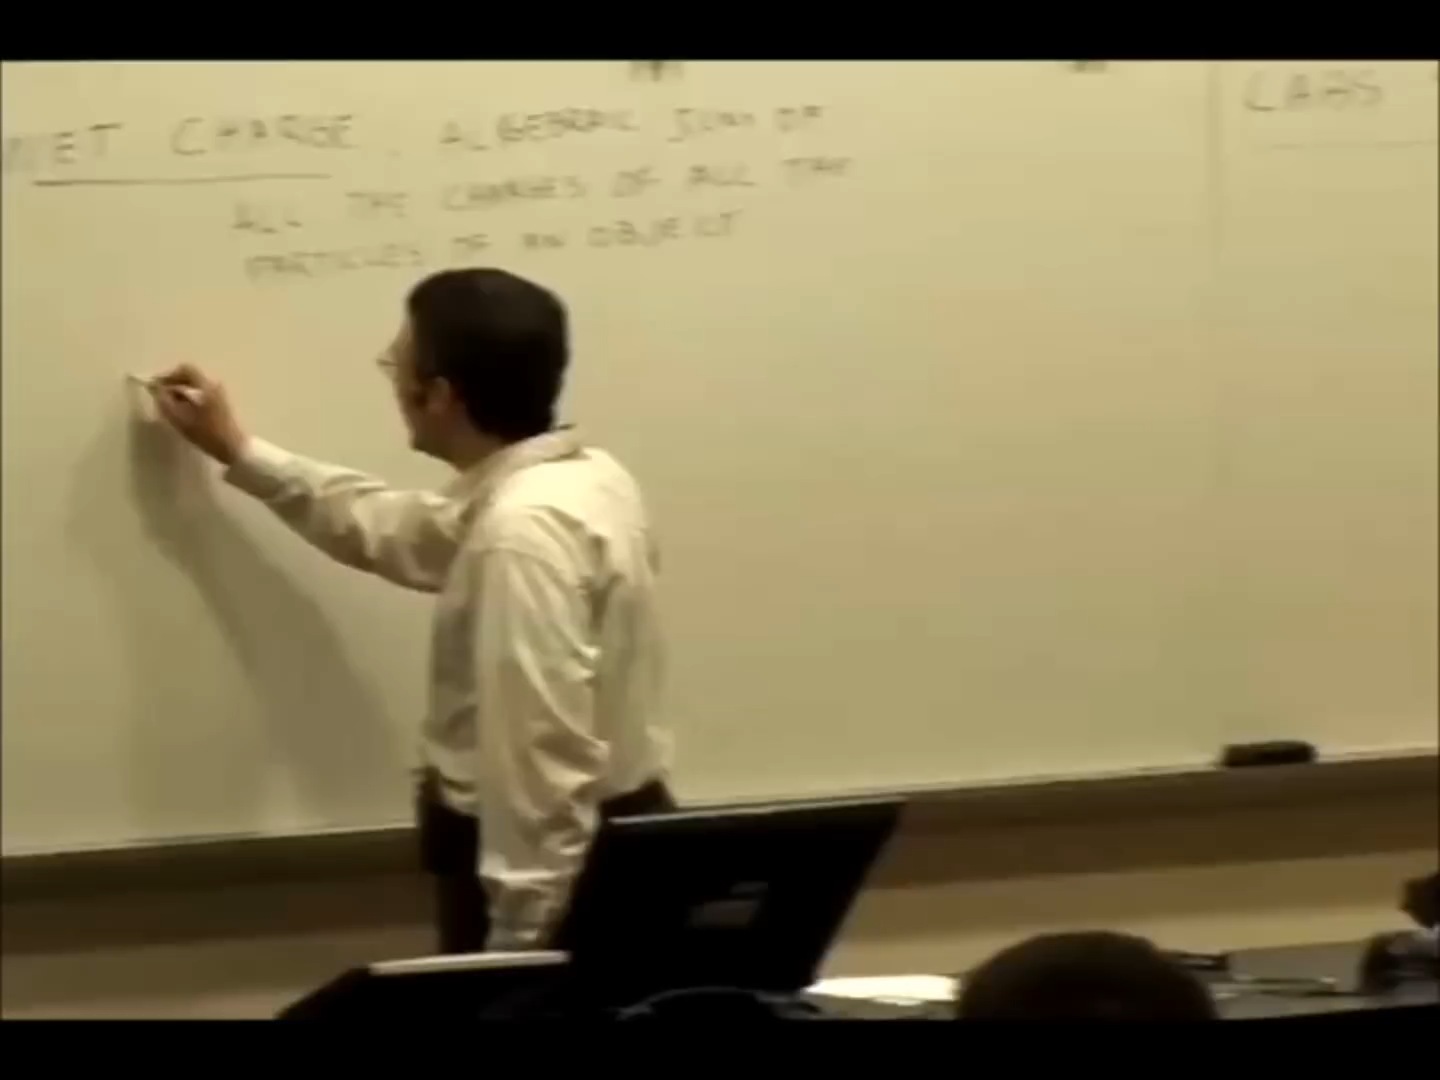 NET CHARGE, ALGEBRAIC SUM OF
ALL THE CHARGES OF ALL THE
PARTICLES OF AN OBJECT
LABS